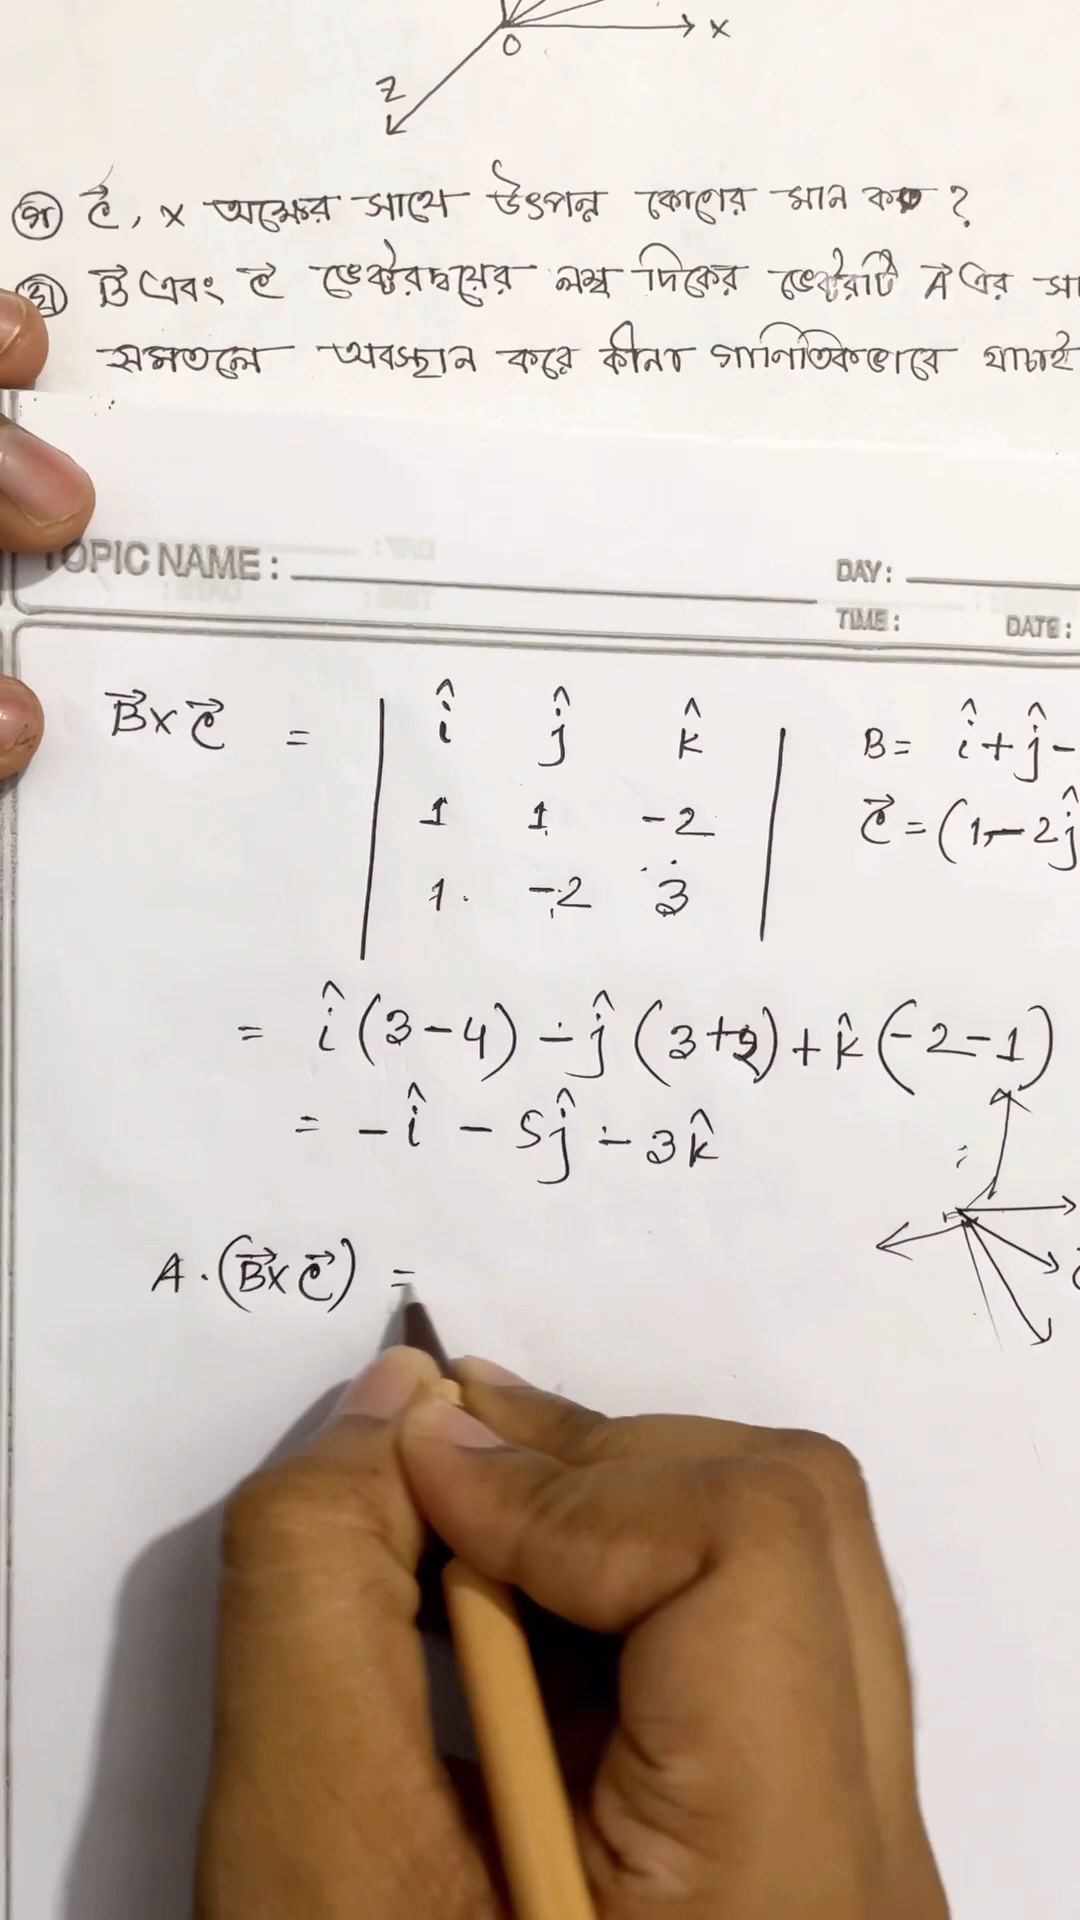 O
X
Z
গ) C⃗, x অক্ষের সাথে উৎপন্ন কোণের মান কত ?
ঘ) B⃗ এবং C⃗ ভেক্টরদ্বয়ের লম্ব দিকের ভেক্টরটি A⃗ এর সা
সমতলে অবস্থান করে কীনা গানিতিকভাবে যাচাই
TOPIC NAME :
DAY :
TIME :
DATE :
B⃗ × C⃗ = | î ĵ k̂ |
1 1 -2
1 -2 3
B = î + ĵ -
C⃗ = (1, - 2ĵ
= î (3 - 4) - ĵ (3 + 2) + k̂ (-2 - 1)
= - î - 5ĵ - 3k̂
A . (B⃗ × C⃗) =